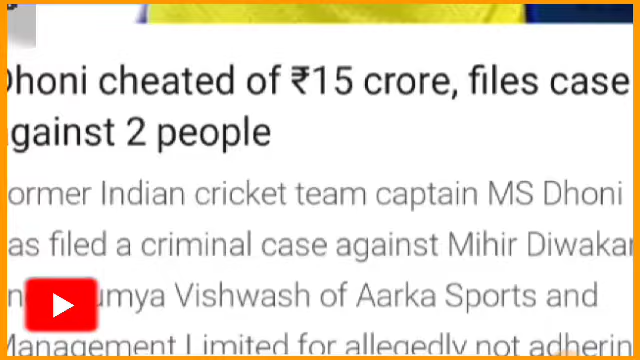 Dhoni cheated of ₹15 crore, files case
against 2 people
ormer Indian cricket team captain MS Dhoni
as filed a criminal case against Mihir Diwakar
umya Vishwash of Aarka Sports and
Management Limited for allegedly not adherin